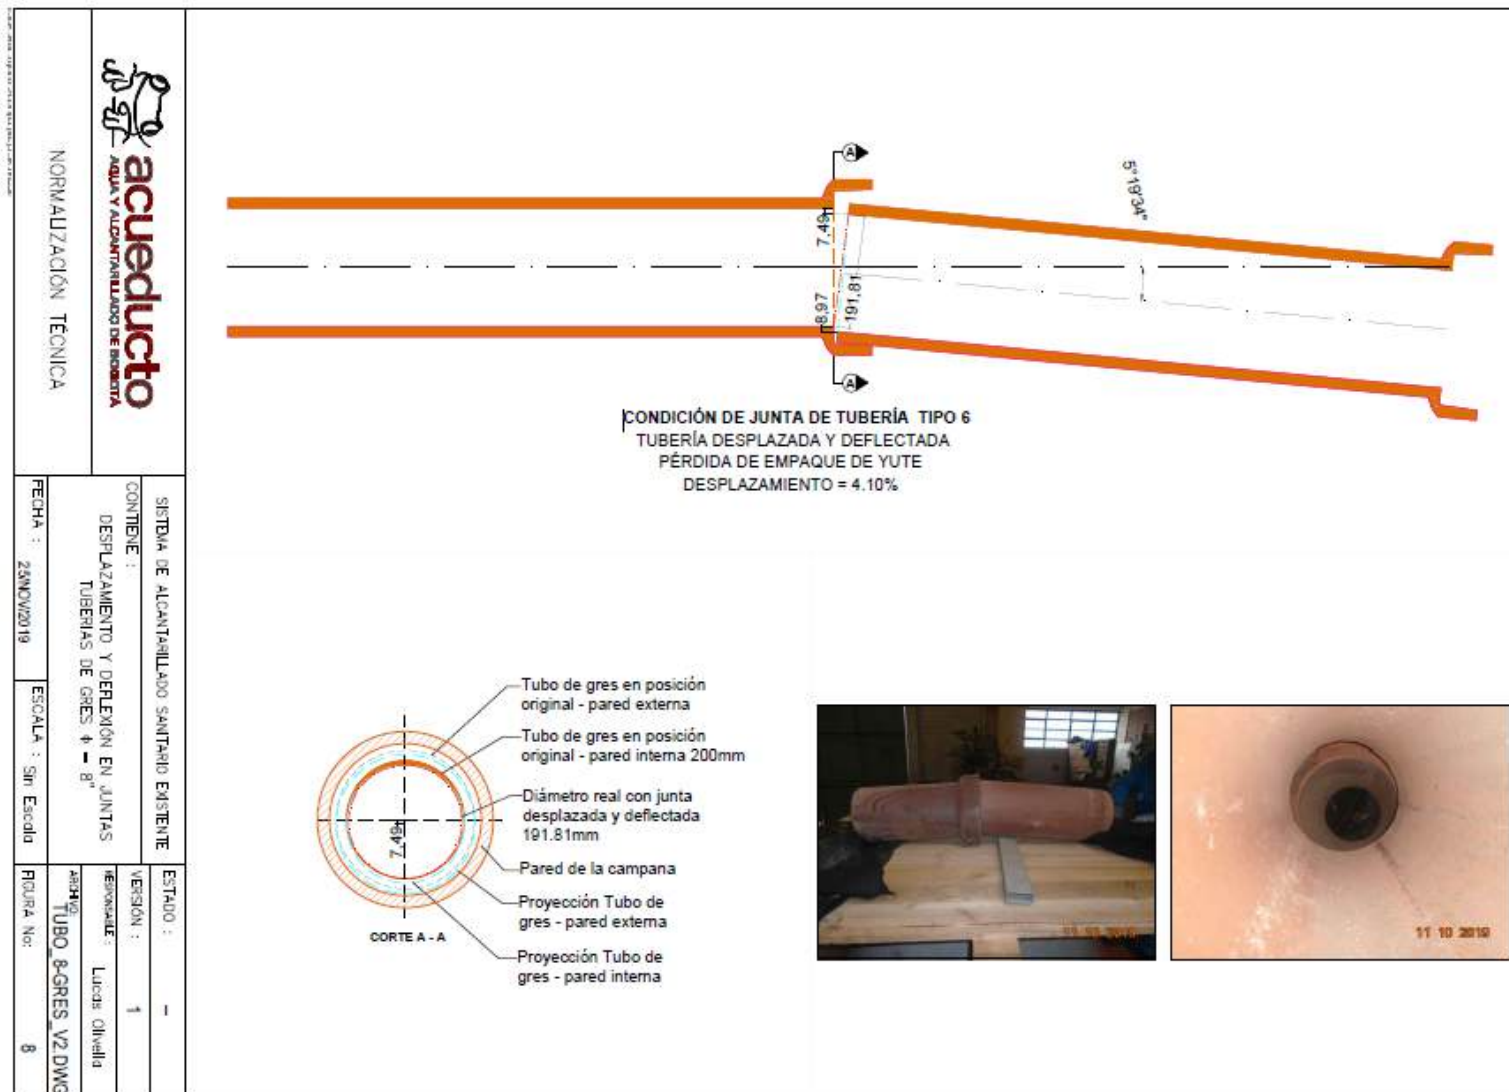 acueducto
AGUA Y ALCANTARILLADO DE BOGOTÁ
NORMALIZACIÓN TÉCNICA
SISTEMA DE ALCANTARILLADO SANITARIO EXISTENTE
CONTIENE :
DESPLAZAMIENTO Y DEFLEXIÓN EN JUNTAS
TUBERIAS DE GRES ϕ = 8"
FECHA :
25/NOV/2019
ESCALA : Sin Escala
ESTADO : -
VERSIÓN : 1
RESPONSABLE : Lucas Olivella
ARCHIVO:
TUBO_8-GRES_V2.DWG
FIGURA No: 8
A
5°19'34"
7,49
8,97
191,81
A
CONDICIÓN DE JUNTA DE TUBERÍA TIPO 6
TUBERÍA DESPLAZADA Y DEFLECTADA
PÉRDIDA DE EMPAQUE DE YUTE
DESPLAZAMIENTO = 4.10%
Tubo de gres en posición
original - pared externa
Tubo de gres en posición
original - pared interna 200mm
Diámetro real con junta
desplazada y deflectada
191.81mm
Pared de la campana
Proyección Tubo de
gres - pared externa
Proyección Tubo de
gres - pared interna
7,49
CORTE A - A
11 10 2019